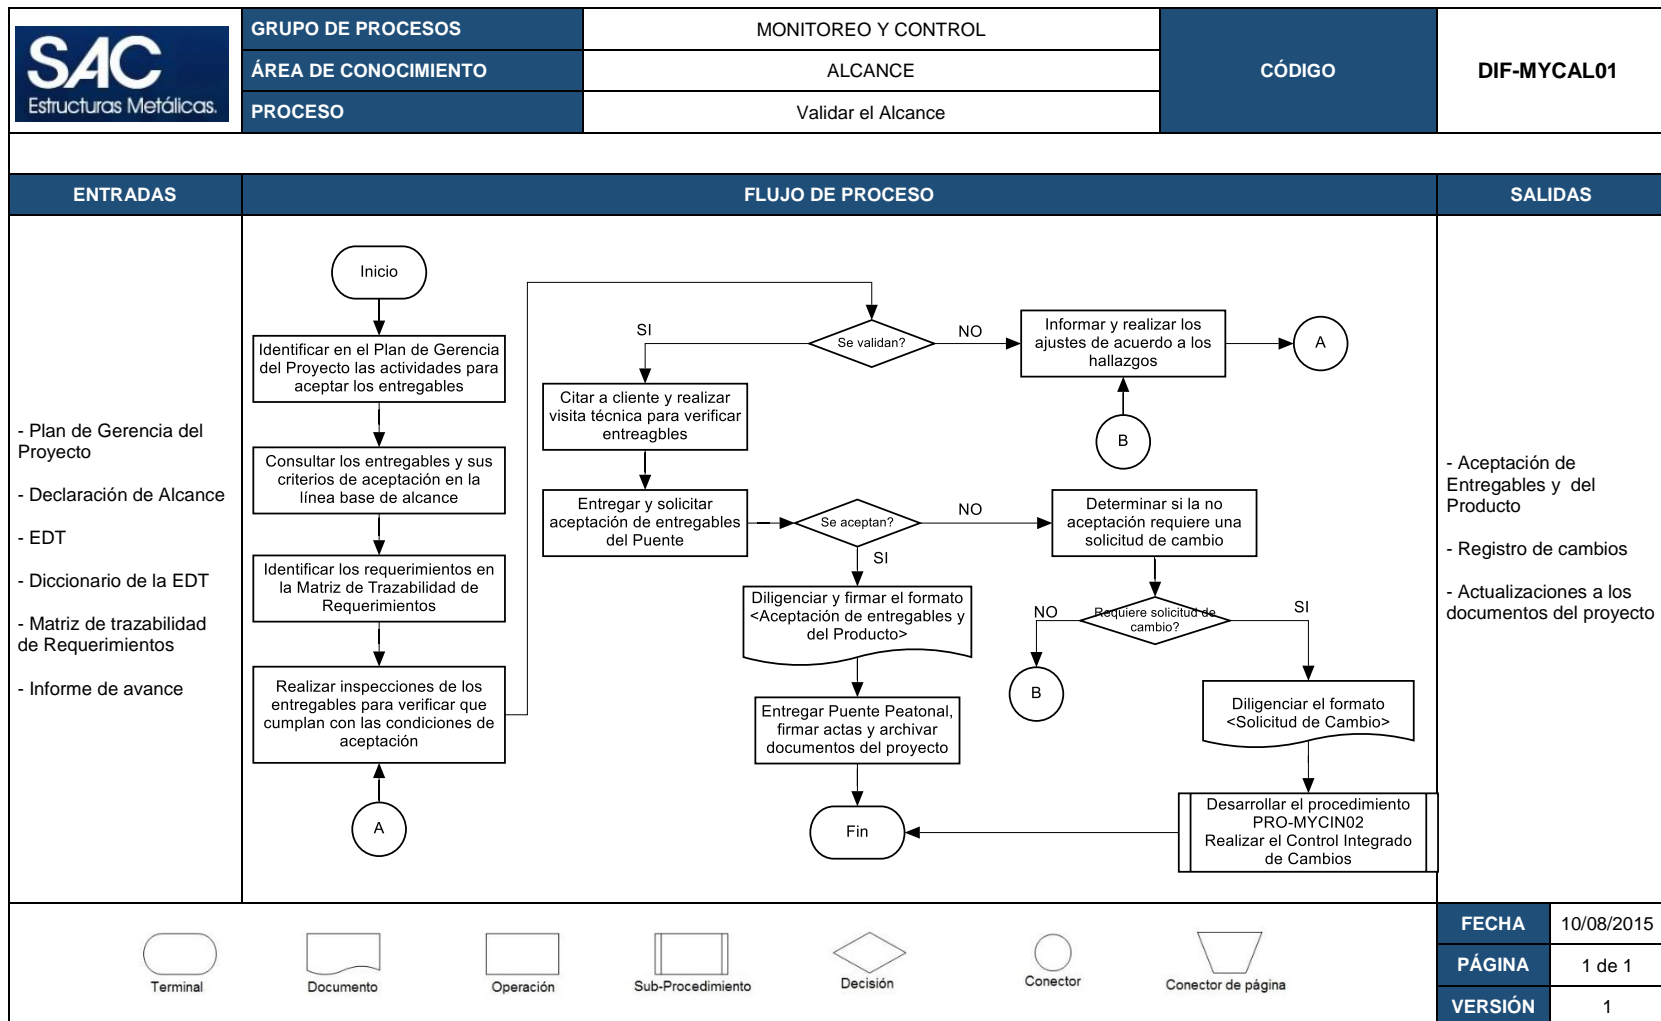 SAC
Estructuras Metálicas.
GRUPO DE PROCESOS
MONITOREO Y CONTROL
ÁREA DE CONOCIMIENTO
ALCANCE
PROCESO
Validar el Alcance
CÓDIGO
DIF-MYCAL01
ENTRADAS
FLUJO DE PROCESO
SALIDAS
- Plan de Gerencia del
Proyecto
- Declaración de Alcance
- EDT
- Diccionario de la EDT
- Matriz de trazabilidad
de Requerimientos
- Informe de avance
Inicio
Identificar en el Plan de Gerencia
del Proyecto las actividades para
aceptar los entregables
Consultar los entregables y sus
criterios de aceptación en la
línea base de alcance
Identificar los requerimientos en
la Matriz de Trazabilidad de
Requerimientos
Realizar inspecciones de los
entregables para verificar que
cumplan con las condiciones de
aceptación
A
Se validan?
SI
NO
Informar y realizar los
ajustes de acuerdo a los
hallazgos
A
B
Citar a cliente y realizar
visita técnica para verificar
entreagbles
Entregar y solicitar
aceptación de entregables
del Puente
Se aceptan?
NO
SI
Determinar si la no
aceptación requiere una
solicitud de cambio
Diligenciar y firmar el formato
<Aceptación de entregables y
del Producto>
Requiere solicitud de
cambio?
NO
SI
B
Entregar Puente Peatonal,
firmar actas y archivar
documentos del proyecto
Diligenciar el formato
<Solicitud de Cambio>
Desarrollar el procedimiento
PRO-MYCIN02
Realizar el Control Integrado
de Cambios
Fin
- Aceptación de
Entregables y  del
Producto
- Registro de cambios
- Actualizaciones a los
documentos del proyecto
Terminal
Documento
Operación
Sub-Procedimiento
Decisión
Conector
Conector de página
FECHA
10/08/2015
PÁGINA
1 de 1
VERSIÓN
1